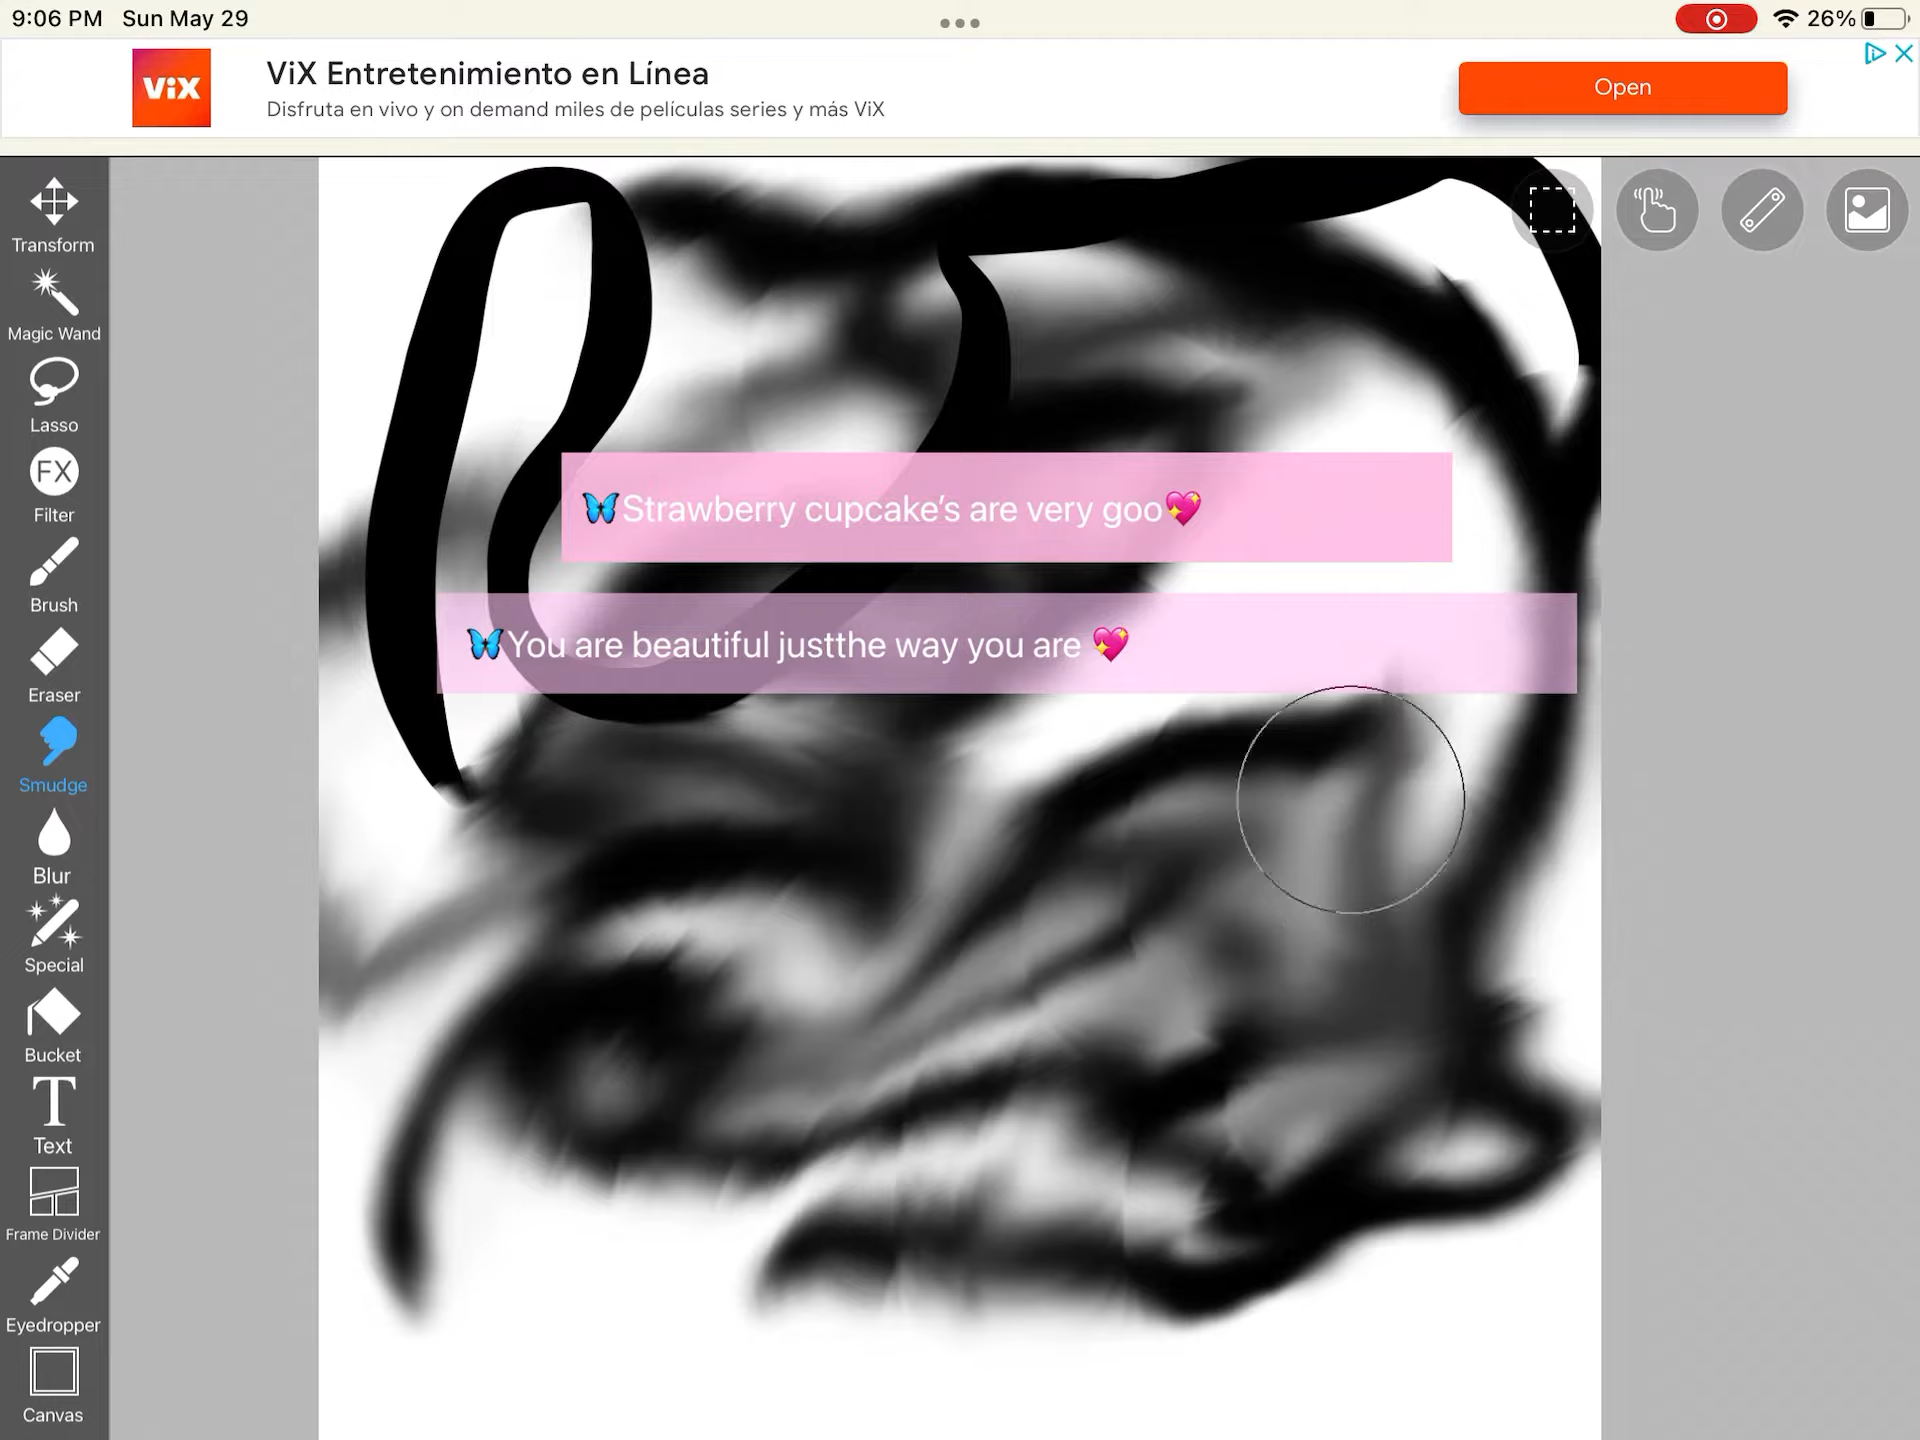 9:06 PM Sun May 29
26%
ViX
ViX Entretenimiento en Línea
Disfruta en vivo y on demand miles de películas series y más ViX
Open
Transform
Magic Wand
Lasso
FX
Filter
Brush
Eraser
Smudge
Blur
Special
Bucket
T
Text
Frame Divider
Eyedropper
Canvas
🦋Strawberry cupcake’s are very goo💖
🦋You are beautiful justthe way you are 💖